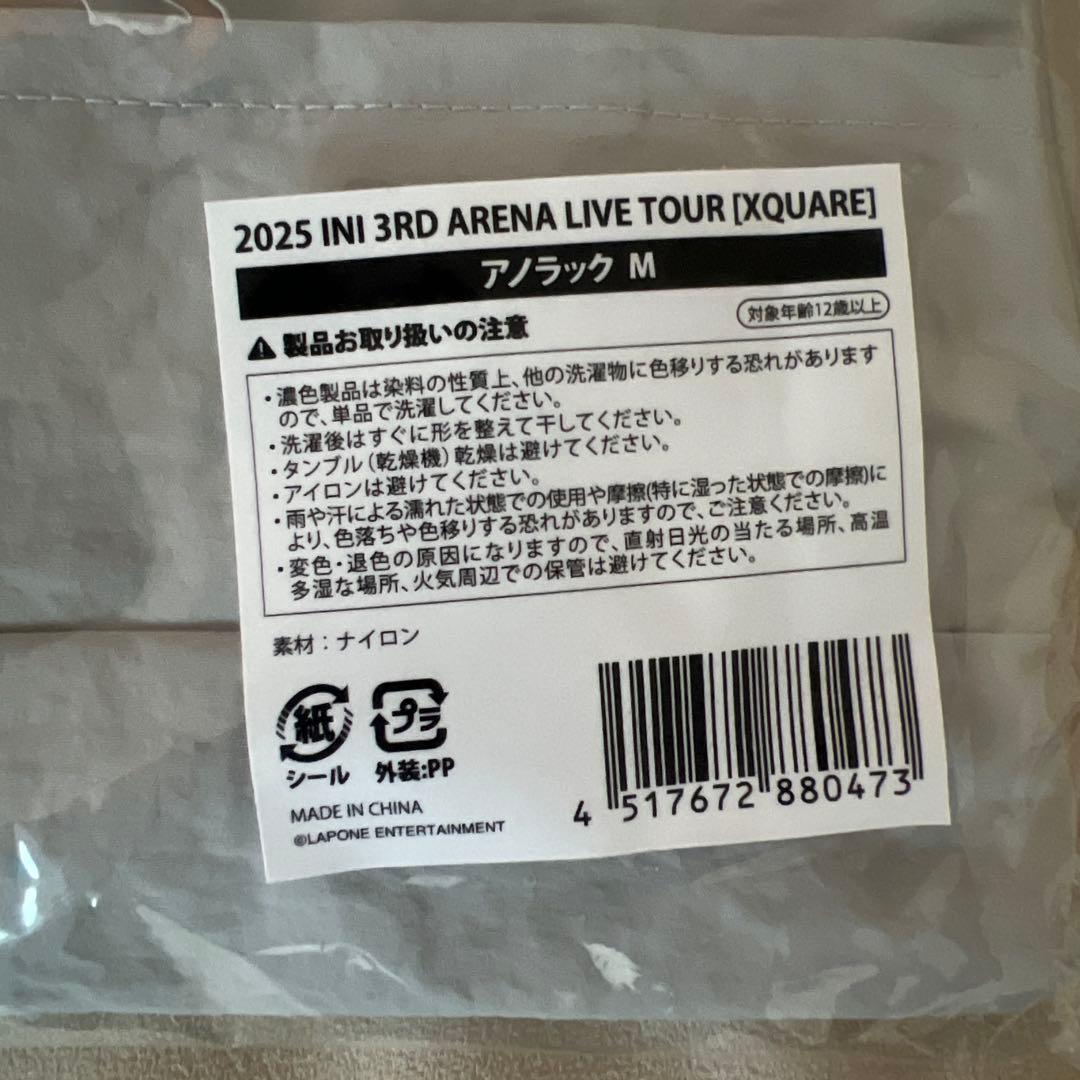 2025 INI 3RD ARENA LIVE TOUR [XQUARE]
アノラック M
対象年齢12歳以上
製品お取り扱いの注意
・濃色製品は染料の性質上、他の洗濯物に色移りする恐れがあります
ので、単品で洗濯してください。
・洗濯後はすぐに形を整えて干してください。
・タンブル(乾燥機)乾燥は避けてください。
・アイロンは避けてください。
・雨や汗による濡れた状態での使用や摩擦(特に湿った状態での摩擦)に
より、色落ちや色移りする恐れがありますので、ご注意ください。
・変色・退色の原因になりますので、直射日光の当たる場所、高温
多湿な場所、火気周辺での保管は避けてください。
素材:ナイロン
紙
シール
プラ
外装:PP
MADE IN CHINA
©LAPONE ENTERTAINMENT
4 517672 880473